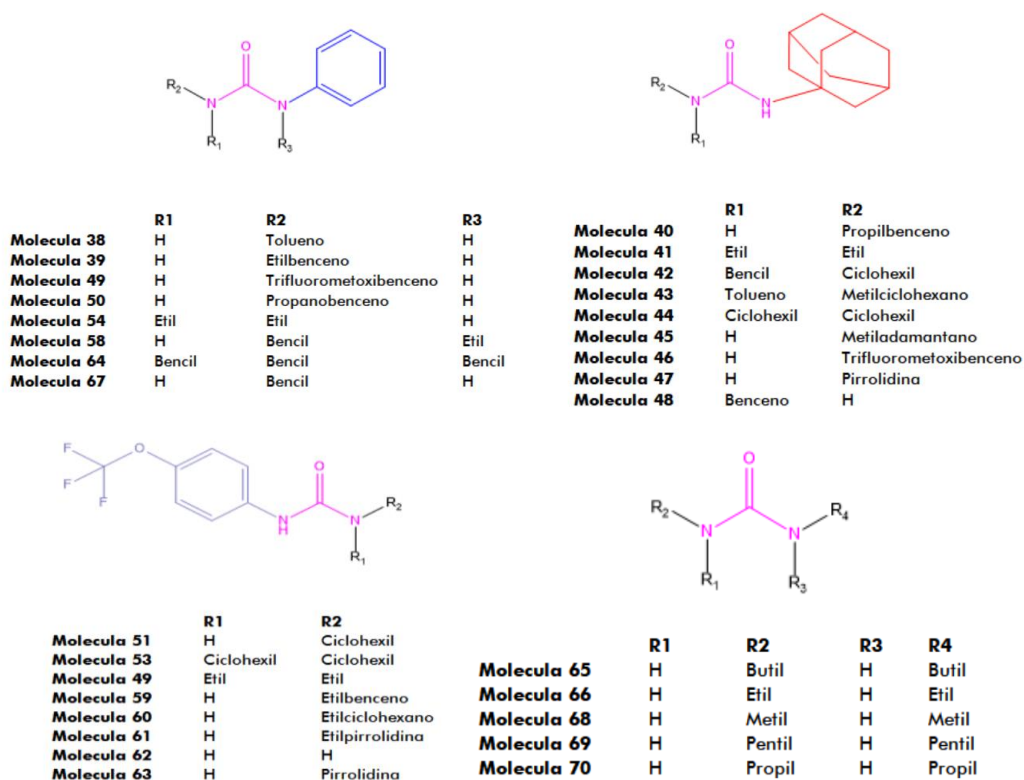 O
R₂
N
N
R₁
R₃
R1 R2 R3
Molecula 38 H Tolueno H
Molecula 39 H Etilbenceno H
Molecula 49 H Trifluorometoxibenceno H
Molecula 50 H Propanobenceno H
Molecula 54 Etil Etil H
Molecula 58 H Bencil Etil
Molecula 64 Bencil Bencil Bencil
Molecula 67 H Bencil H
O
R₂
N
N
H
R₁
R1 R2
Molecula 40 H Propilbenceno
Molecula 41 Etil Etil
Molecula 42 Bencil Ciclohexil
Molecula 43 Tolueno Metilciclohexano
Molecula 44 Ciclohexil Ciclohexil
Molecula 45 H Metiladamantano
Molecula 46 H Trifluorometoxibenceno
Molecula 47 H Pirrolidina
Molecula 48 Benceno H
F O
F
F
O
N
H
N
R₂
R₁
R1 R2
Molecula 51 H Ciclohexil
Molecula 53 Ciclohexil Ciclohexil
Molecula 49 Etil Etil
Molecula 59 H Etilbenceno
Molecula 60 H Etilciclohexano
Molecula 61 H Etilpirrolidina
Molecula 62 H H
Molecula 63 H Pirrolidina
O
R₂ R₄
N N
R₁ R₃
R1 R2 R3 R4
Molecula 65 H Butil H Butil
Molecula 66 H Etil H Etil
Molecula 68 H Metil H Metil
Molecula 69 H Pentil H Pentil
Molecula 70 H Propil H Propil